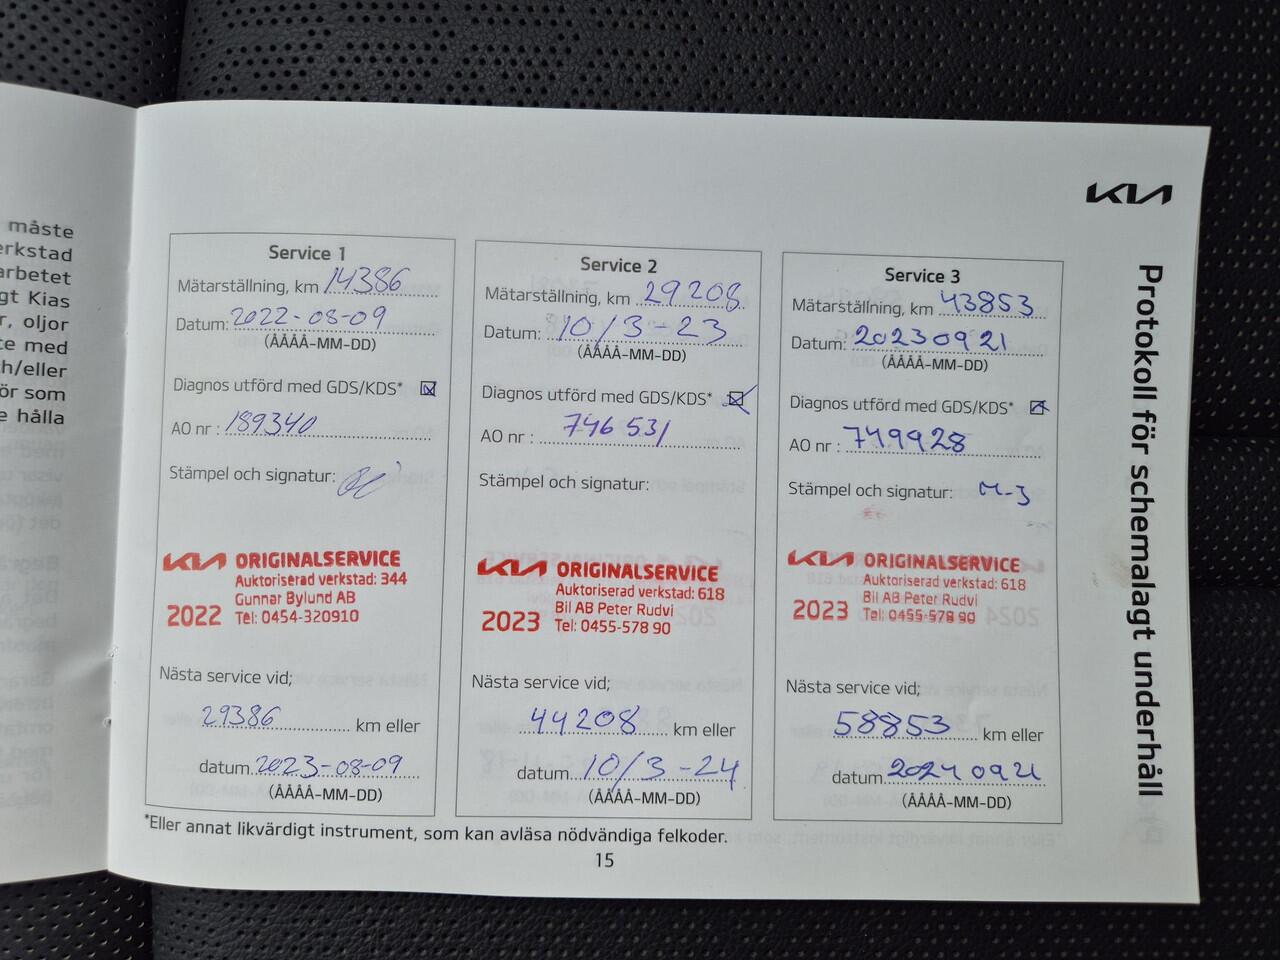 måste
erkstad
arbetet
gt Kias
r, oljor
te med
ch/eller
ör som
e hålla
KIA
Protokoll för schemalagt underhåll
Service 1
Mätarställning, km 14386
Datum: 2022-08-09
(ÅÅÅÅ-MM-DD)
Diagnos utförd med GDS/KDS*
AO nr : 189340
Stämpel och signatur:
KIA ORIGINALSERVICE
Auktoriserad verkstad: 344
Gunnar Bylund AB
2022 Tel: 0454-320910
Nästa service vid;
29386 km eller
datum 2023-08-09
(ÅÅÅÅ-MM-DD)
Service 2
Mätarställning, km 29208
Datum: 10/3-23
(ÅÅÅÅ-MM-DD)
Diagnos utförd med GDS/KDS*
AO nr : 746531
Stämpel och signatur:
KIA ORIGINALSERVICE
Auktoriserad verkstad: 618
Bil AB Peter Rudvi
2023 Tel: 0455-578 90
Nästa service vid;
44208 km eller
datum 10/3-24
(ÅÅÅÅ-MM-DD)
Service 3
Mätarställning, km 43853
Datum: 20230921
(ÅÅÅÅ-MM-DD)
Diagnos utförd med GDS/KDS*
AO nr : 749928
Stämpel och signatur: M-J
KIA ORIGINALSERVICE
Auktoriserad verkstad: 618
Bil AB Peter Rudvi
2023 Tel: 0455-578 90
Nästa service vid;
58853 km eller
datum 20240921
(ÅÅÅÅ-MM-DD)
*Eller annat likvärdigt instrument, som kan avläsa nödvändiga felkoder.
15